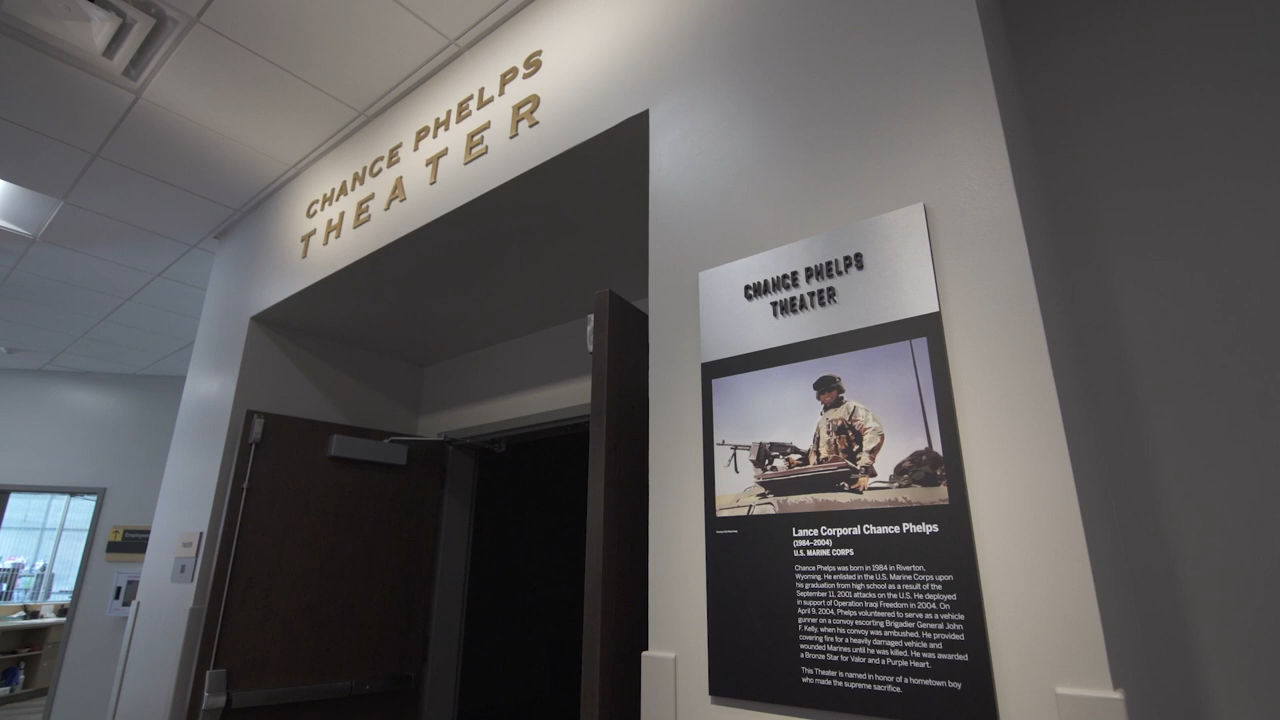 CHANCE PHELPS
THEATER
CHANCE PHELPS
THEATER
Lance Corporal Chance Phelps
(1984–2004)
U.S. MARINE CORPS
Chance Phelps was born in 1984 in Riverton,
Wyoming. He enlisted in the U.S. Marine Corps upon
his graduation from high school as a result of the
September 11, 2001 attacks on the U.S. He deployed
in support of Operation Iraqi Freedom in 2004. On
April 9, 2004, Phelps volunteered to serve as a vehicle
gunner on a convoy escorting Brigadier General John
F. Kelly, when his convoy was ambushed. He provided
covering fire for a heavily damaged vehicle and
wounded Marines until he was killed. He was awarded
a Bronze Star for Valor and a Purple Heart.
This Theater is named in honor of a hometown boy
who made the supreme sacrifice.